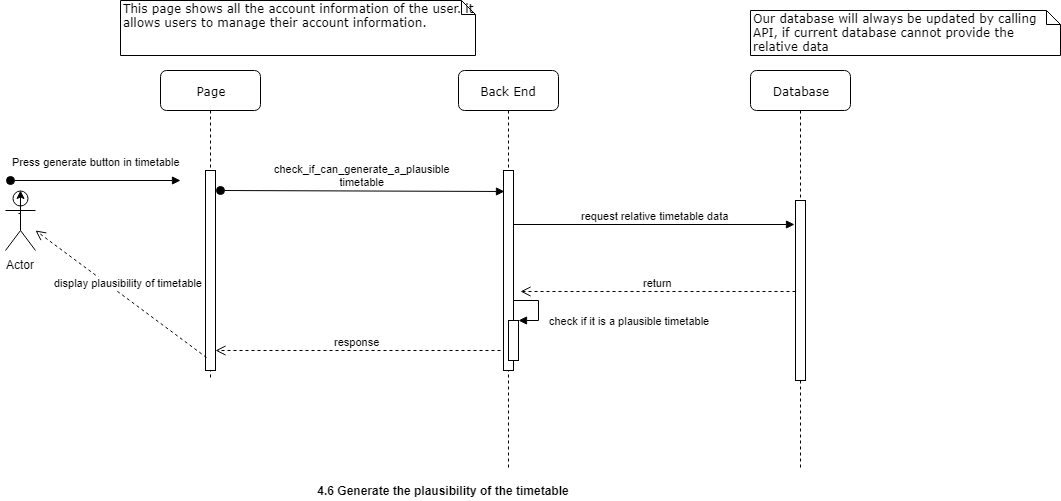 This page shows all the account information of the user. It
allows users to manage their account information.
Our database will always be updated by calling
API, if current database cannot provide the
relative data
Page
Back End
Database
Press generate button in timetable
check_if_can_generate_a_plausible
timetable
request relative timetable data
Actor
display plausibility of timetable
return
check if it is a plausible timetable
response
4.6 Generate the plausibility of the timetable